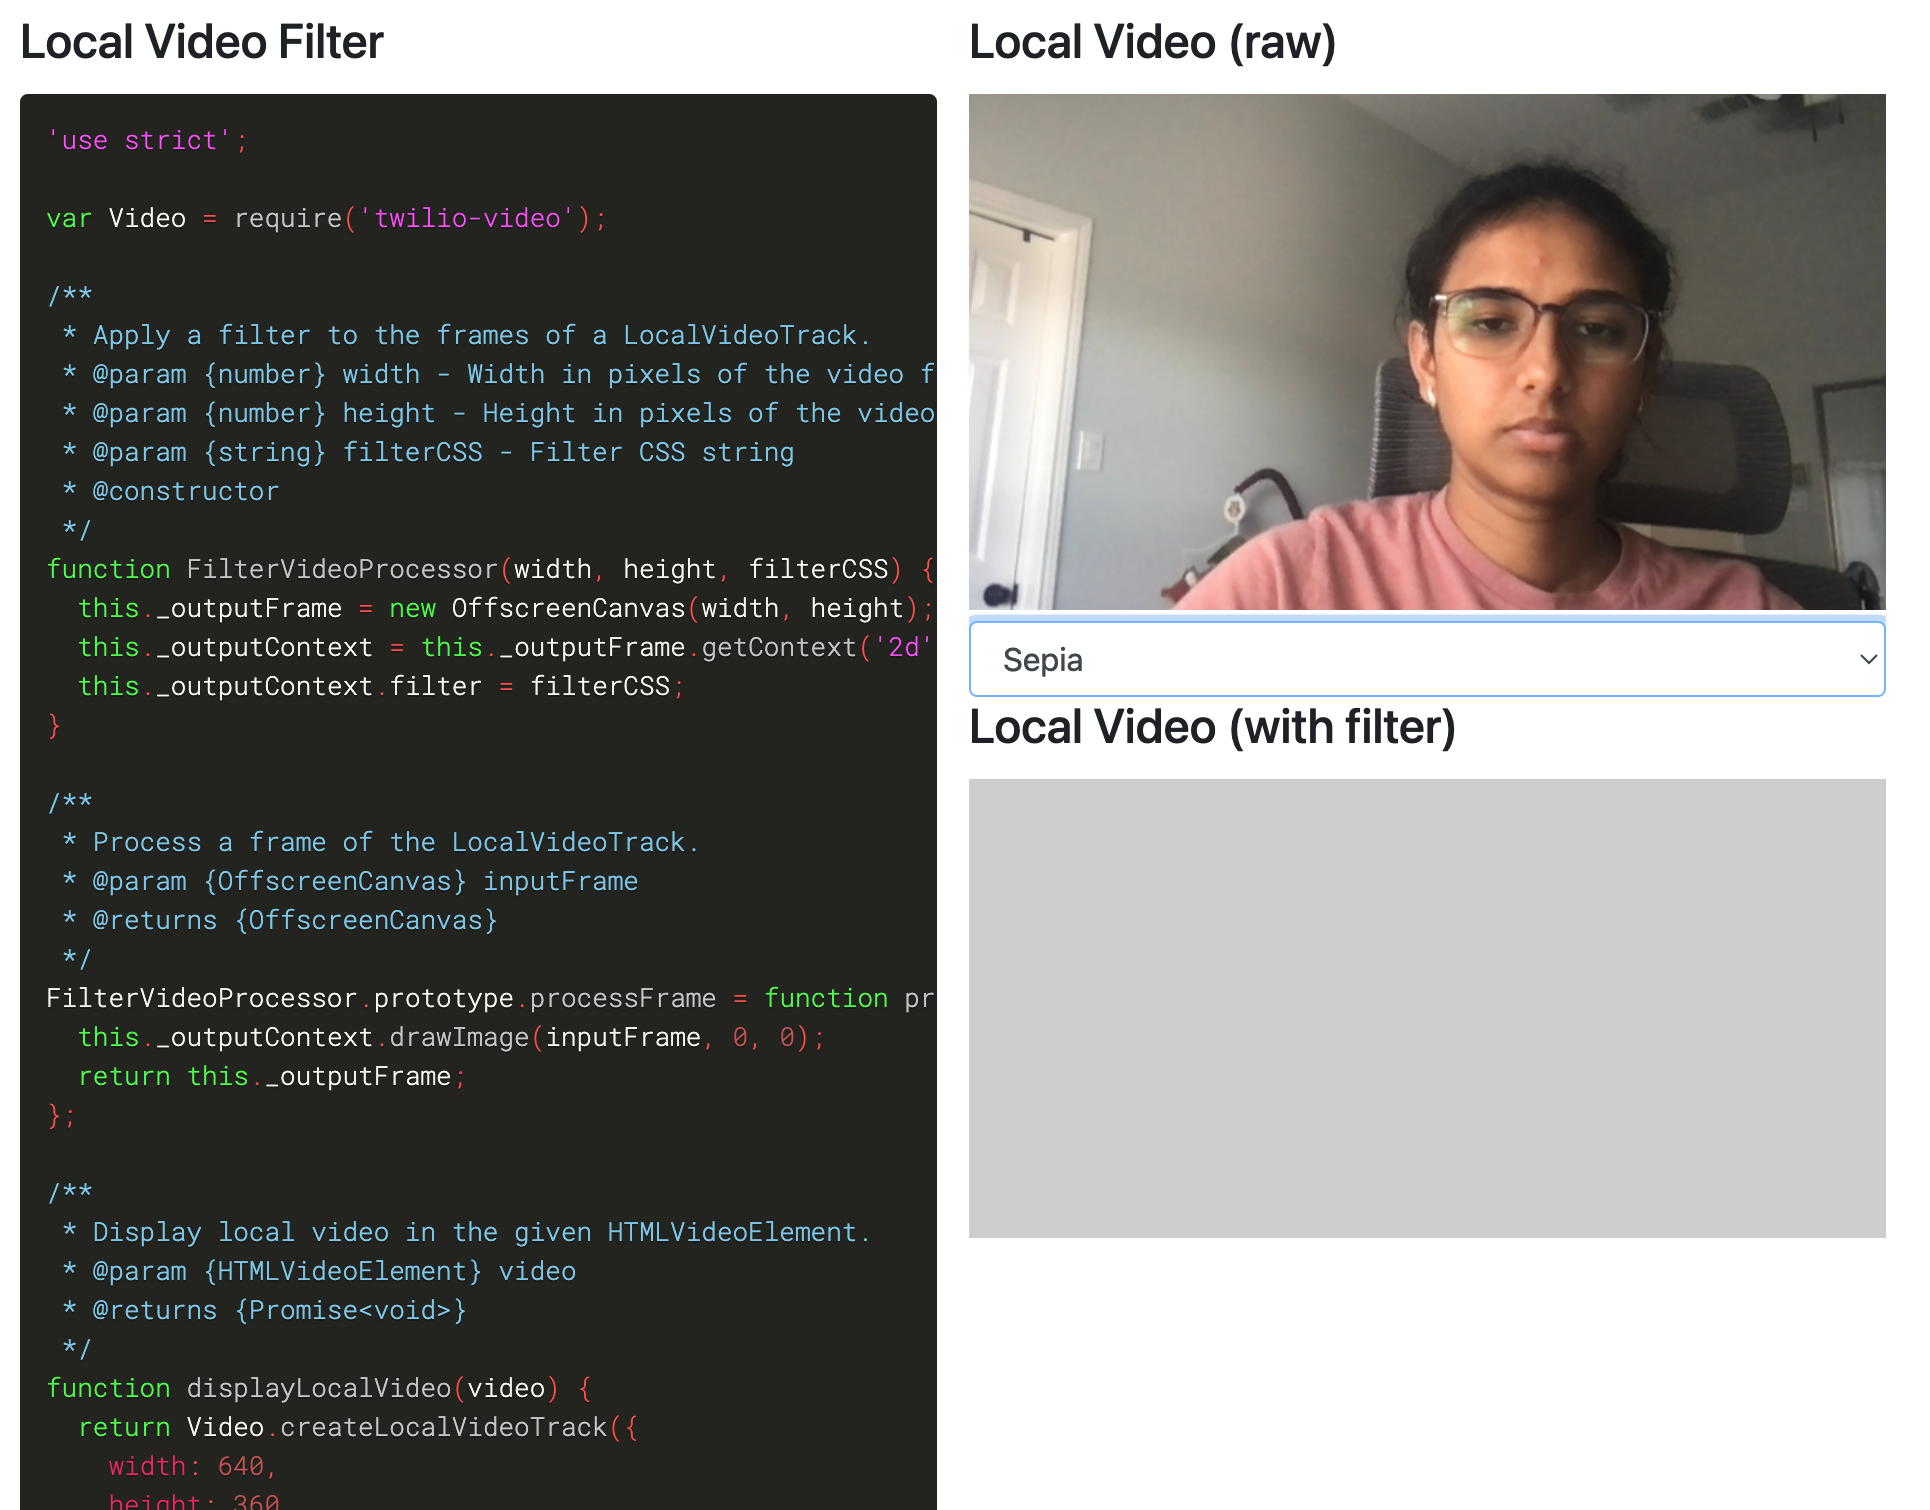 Local Video Filter
'use strict';
var Video = require('twilio-video');
/**
 * Apply a filter to the frames of a LocalVideoTrack.
 * @param {number} width - Width in pixels of the video f
 * @param {number} height - Height in pixels of the video
 * @param {string} filterCSS - Filter CSS string
 * @constructor
 */
function FilterVideoProcessor(width, height, filterCSS) {
  this._outputFrame = new OffscreenCanvas(width, height);
  this._outputContext = this._outputFrame.getContext('2d'
  this._outputContext.filter = filterCSS;
}
/**
 * Process a frame of the LocalVideoTrack.
 * @param {OffscreenCanvas} inputFrame
 * @returns {OffscreenCanvas}
 */
FilterVideoProcessor.prototype.processFrame = function pr
  this._outputContext.drawImage(inputFrame, 0, 0);
  return this._outputFrame;
};
/**
 * Display local video in the given HTMLVideoElement.
 * @param {HTMLVideoElement} video
 * @returns {Promise<void>}
 */
function displayLocalVideo(video) {
  return Video.createLocalVideoTrack({
    width: 640,
    height: 360
Local Video (raw)
Sepia
Local Video (with filter)